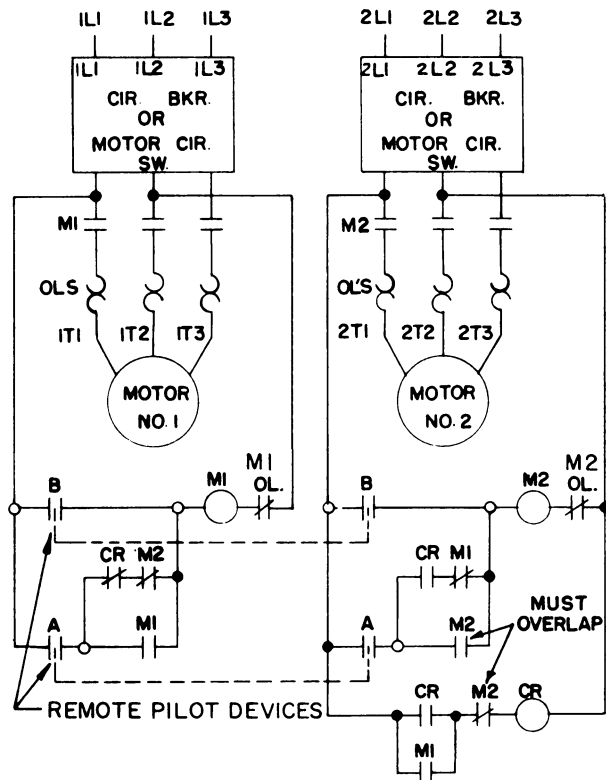 1L1 1L2 1L3 2L1 2L2 2L3
1L1 1L2 1L3
CIR. BKR.
OR
MOTOR CIR.
SW.
2L1 2L2 2L3
CIR. BKR.
OR
MOTOR CIR.
SW.
M1
M2
OLS
OL'S
1T1 1T2 1T3
2T1 2T2 2T3
MOTOR
NO. 1
MOTOR
NO. 2
B M1 M1
OL.
B M2 M2
OL.
CR M2
CR M1
A M1
A M2
MUST
OVERLAP
REMOTE PILOT DEVICES
CR M2 CR
M1